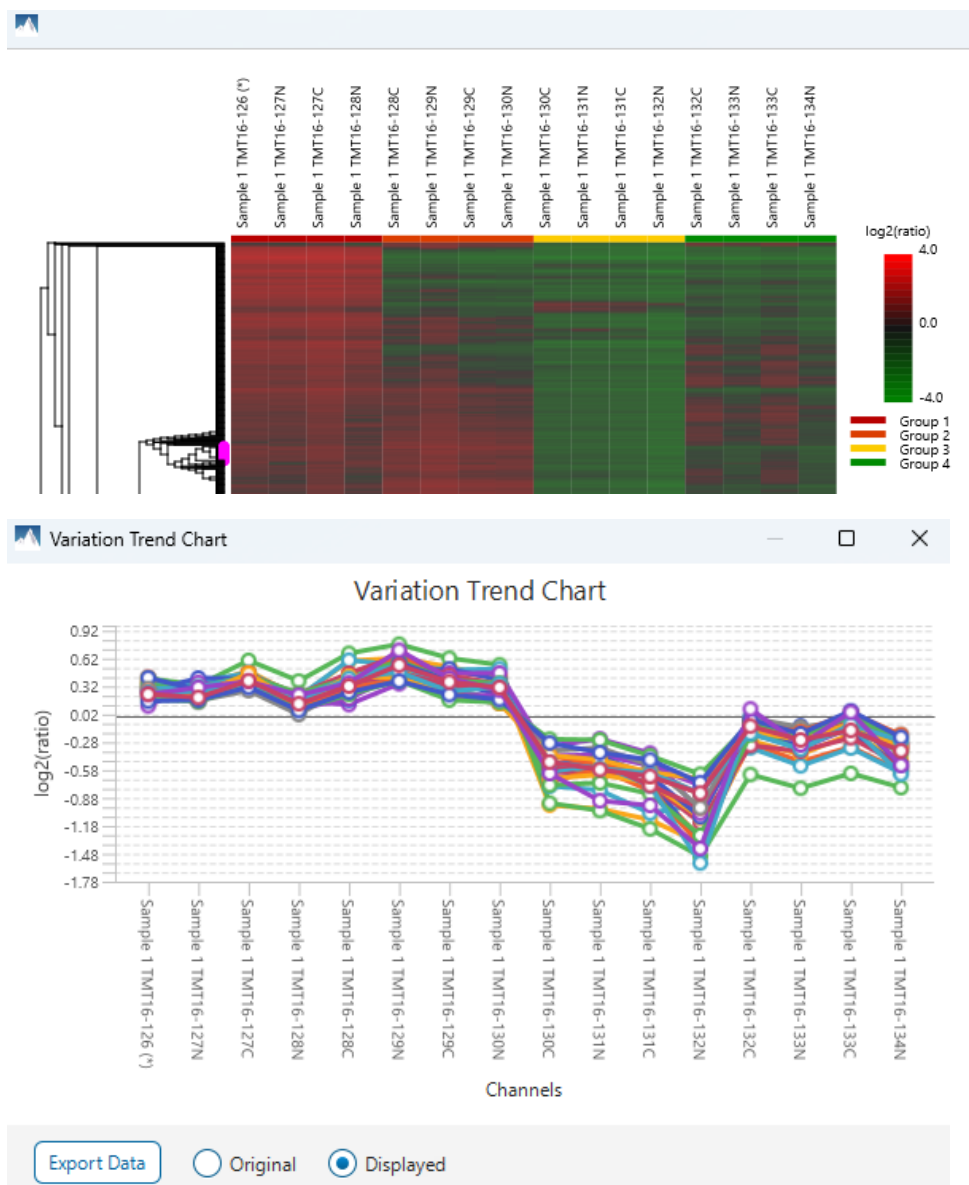 Sample 1 TMT16-126 (*)
Sample 1 TMT16-127N
Sample 1 TMT16-127C
Sample 1 TMT16-128N
Sample 1 TMT16-128C
Sample 1 TMT16-129N
Sample 1 TMT16-129C
Sample 1 TMT16-130N
Sample 1 TMT16-130C
Sample 1 TMT16-131N
Sample 1 TMT16-131C
Sample 1 TMT16-132N
Sample 1 TMT16-132C
Sample 1 TMT16-133N
Sample 1 TMT16-133C
Sample 1 TMT16-134N
log2(ratio)
4.0
0.0
-4.0
Group 1
Group 2
Group 3
Group 4
Variation Trend Chart
Variation Trend Chart
log2(ratio)
0.92
0.62
0.32
0.02
-0.28
-0.58
-0.88
-1.18
-1.48
-1.78
Sample 1 TMT16-126 (*)
Sample 1 TMT16-127N
Sample 1 TMT16-127C
Sample 1 TMT16-128N
Sample 1 TMT16-128C
Sample 1 TMT16-129N
Sample 1 TMT16-129C
Sample 1 TMT16-130N
Sample 1 TMT16-130C
Sample 1 TMT16-131N
Sample 1 TMT16-131C
Sample 1 TMT16-132N
Sample 1 TMT16-132C
Sample 1 TMT16-133N
Sample 1 TMT16-133C
Sample 1 TMT16-134N
Channels
Export Data
Original
Displayed